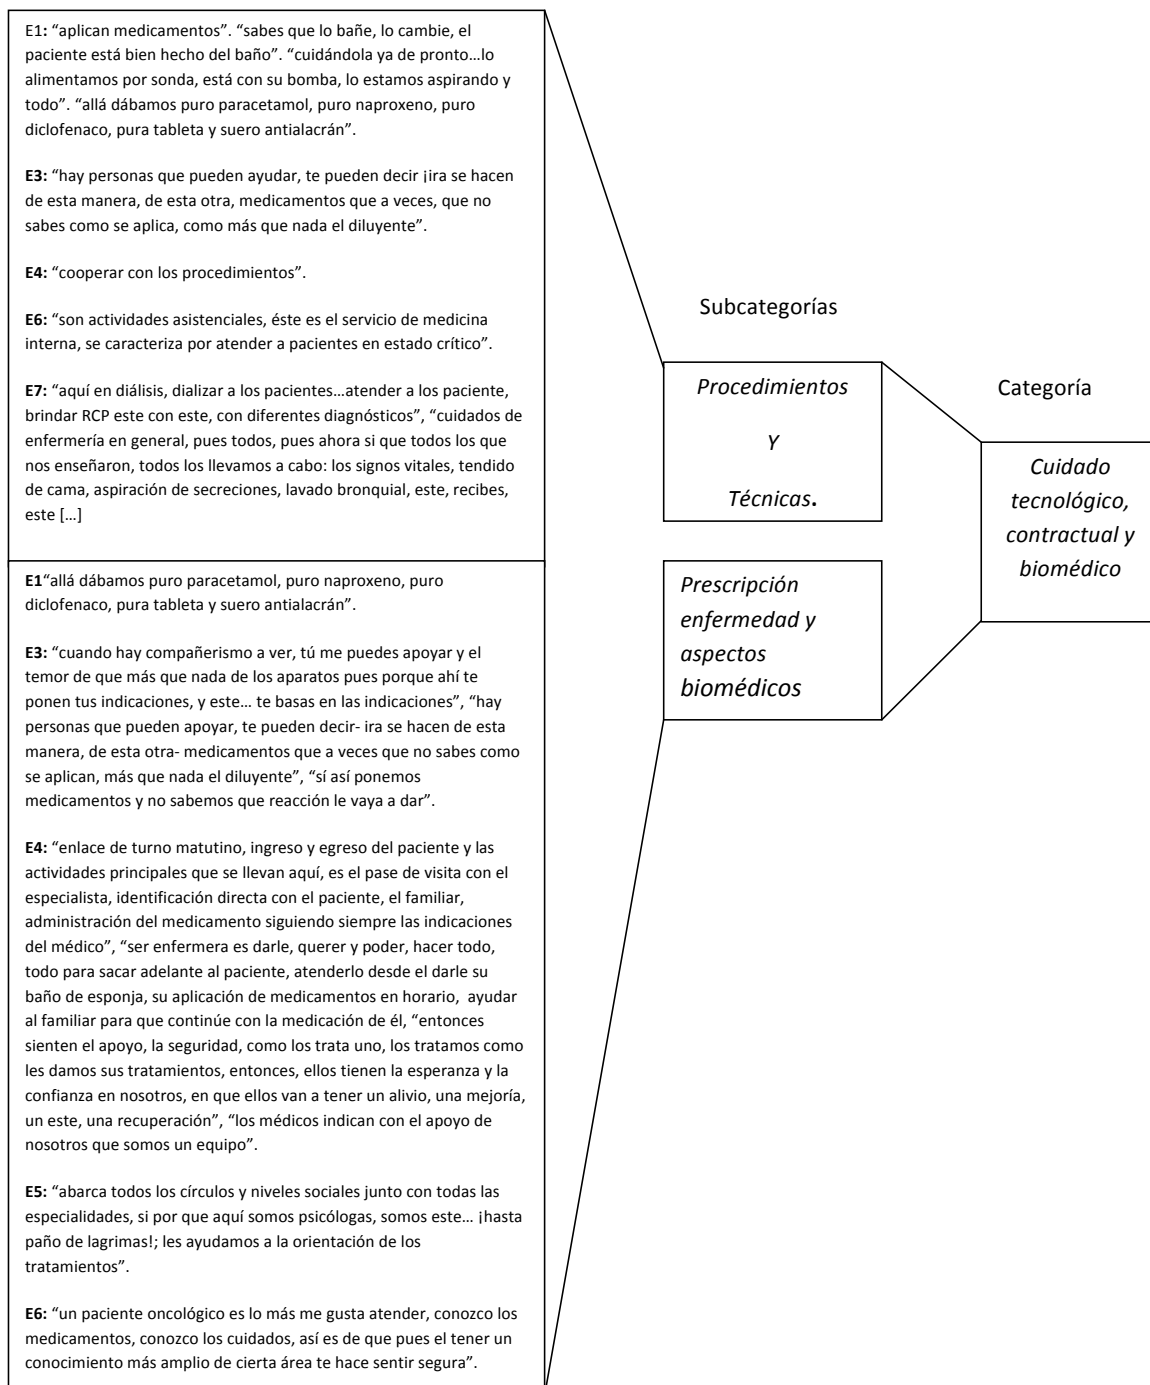 E1: “aplican medicamentos”. “sabes que lo bañe, lo cambie, el
paciente está bien hecho del baño”. “cuidándola ya de pronto…lo
alimentamos por sonda, está con su bomba, lo estamos aspirando y
todo”. “allá dábamos puro paracetamol, puro naproxeno, puro
diclofenaco, pura tableta y suero antialacrán”.
E3: “hay personas que pueden ayudar, te pueden decir ¡ira se hacen
de esta manera, de esta otra, medicamentos que a veces, que no
sabes como se aplica, como más que nada el diluyente”.
E4: “cooperar con los procedimientos”.
E6: “son actividades asistenciales, éste es el servicio de medicina
interna, se caracteriza por atender a pacientes en estado crítico”.
E7: “aquí en diálisis, dializar a los pacientes…atender a los paciente,
brindar RCP este con este, con diferentes diagnósticos”, “cuidados de
enfermería en general, pues todos, pues ahora si que todos los que
nos enseñaron, todos los llevamos a cabo: los signos vitales, tendido
de cama, aspiración de secreciones, lavado bronquial, este, recibes,
este […]
E1“allá dábamos puro paracetamol, puro naproxeno, puro
diclofenaco, pura tableta y suero antialacrán”.
E3: “cuando hay compañerismo a ver, tú me puedes apoyar y el
temor de que más que nada de los aparatos pues porque ahí te
ponen tus indicaciones, y este… te basas en las indicaciones”, “hay
personas que pueden apoyar, te pueden decir- ira se hacen de esta
manera, de esta otra- medicamentos que a veces que no sabes como
se aplican, más que nada el diluyente”, “sí así ponemos
medicamentos y no sabemos que reacción le vaya a dar”.
E4: “enlace de turno matutino, ingreso y egreso del paciente y las
actividades principales que se llevan aquí, es el pase de visita con el
especialista, identificación directa con el paciente, el familiar,
administración del medicamento siguiendo siempre las indicaciones
del médico”, “ser enfermera es darle, querer y poder, hacer todo,
todo para sacar adelante al paciente, atenderlo desde el darle su
baño de esponja, su aplicación de medicamentos en horario, ayudar
al familiar para que continúe con la medicación de él, “entonces
sienten el apoyo, la seguridad, como los trata uno, los tratamos como
les damos sus tratamientos, entonces, ellos tienen la esperanza y la
confianza en nosotros, en que ellos van a tener un alivio, una mejoría,
un este, una recuperación”, “los médicos indican con el apoyo de
nosotros que somos un equipo”.
E5: “abarca todos los círculos y niveles sociales junto con todas las
especialidades, si por que aquí somos psicólogas, somos este… ¡hasta
paño de lagrimas!; les ayudamos a la orientación de los
tratamientos”.
E6: “un paciente oncológico es lo más me gusta atender, conozco los
medicamentos, conozco los cuidados, así es de que pues el tener un
conocimiento más amplio de cierta área te hace sentir segura”.
Subcategorías
Procedimientos
Y
Técnicas.
Prescripción
enfermedad y
aspectos
biomédicos
Categoría
Cuidado
tecnológico,
contractual y
biomédico